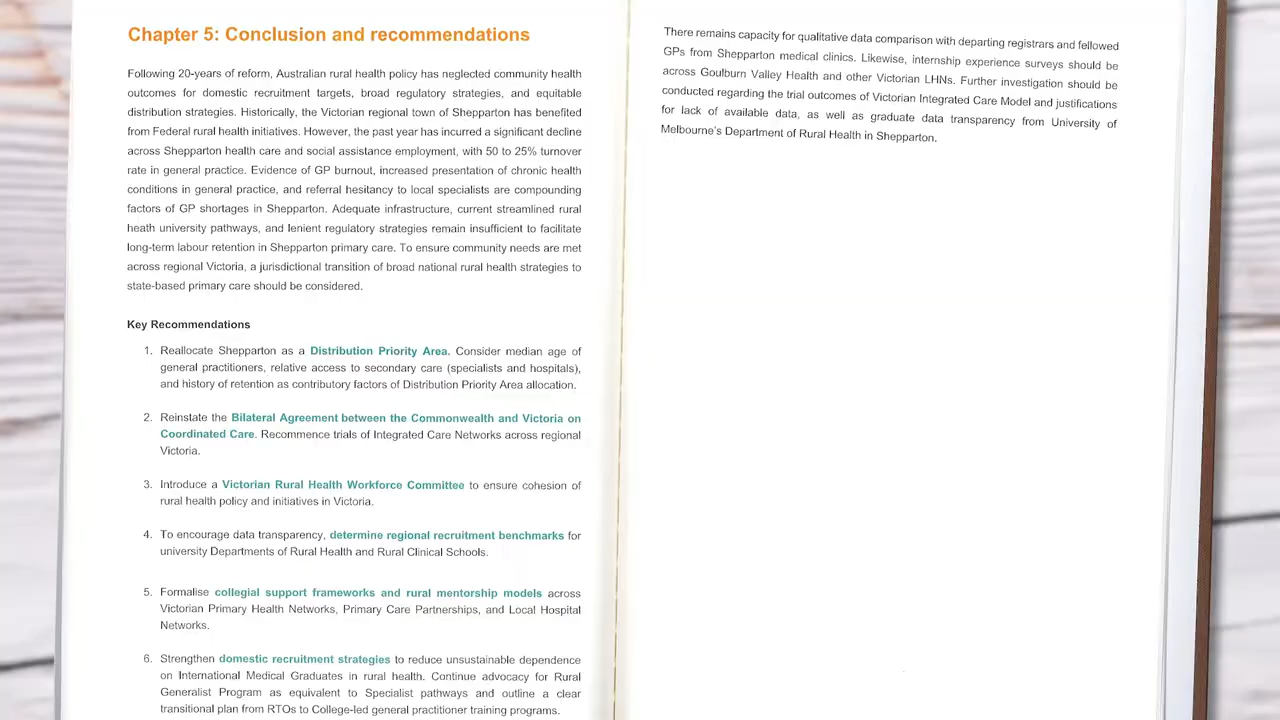 Chapter 5: Conclusion and recommendations
Following 20-years of reform, Australian rural health policy has neglected community health
outcomes for domestic recruitment targets, broad regulatory strategies, and equitable
distribution strategies. Historically, the Victorian regional town of Shepparton has benefited
from Federal rural health initiatives. However, the past year has incurred a significant decline
across Shepparton health care and social assistance employment, with 50 to 25% turnover
rate in general practice. Evidence of GP burnout, increased presentation of chronic health
conditions in general practice, and referral hesitancy to local specialists are compounding
factors of GP shortages in Shepparton. Adequate infrastructure, current streamlined rural
heath university pathways, and lenient regulatory strategies remain insufficient to facilitate
long-term labour retention in Shepparton primary care. To ensure community needs are met
across regional Victoria, a jurisdictional transition of broad national rural health strategies to
state-based primary care should be considered.
Key Recommendations
1. Reallocate Shepparton as a Distribution Priority Area. Consider median age of
general practitioners, relative access to secondary care (specialists and hospitals),
and history of retention as contributory factors of Distribution Priority Area allocation.
2. Reinstate the Bilateral Agreement between the Commonwealth and Victoria on
Coordinated Care. Recommence trials of Integrated Care Networks across regional
Victoria.
3. Introduce a Victorian Rural Health Workforce Committee to ensure cohesion of
rural health policy and initiatives in Victoria.
4. To encourage data transparency, determine regional recruitment benchmarks for
university Departments of Rural Health and Rural Clinical Schools.
5. Formalise collegial support frameworks and rural mentorship models across
Victorian Primary Health Networks, Primary Care Partnerships, and Local Hospital
Networks.
6. Strengthen domestic recruitment strategies to reduce unsustainable dependence
on International Medical Graduates in rural health. Continue advocacy for Rural
Generalist Program as equivalent to Specialist pathways and outline a clear
transitional plan from RTOs to College-led general practitioner training programs.
There remains capacity for qualitative data comparison with departing registrars and fellowed
GPs from Shepparton medical clinics. Likewise, internship experience surveys should be
across Goulburn Valley Health and other Victorian LHNs. Further investigation should be
conducted regarding the trial outcomes of Victorian Integrated Care Model and justifications
for lack of available data, as well as graduate data transparency from University of
Melbourne's Department of Rural Health in Shepparton.